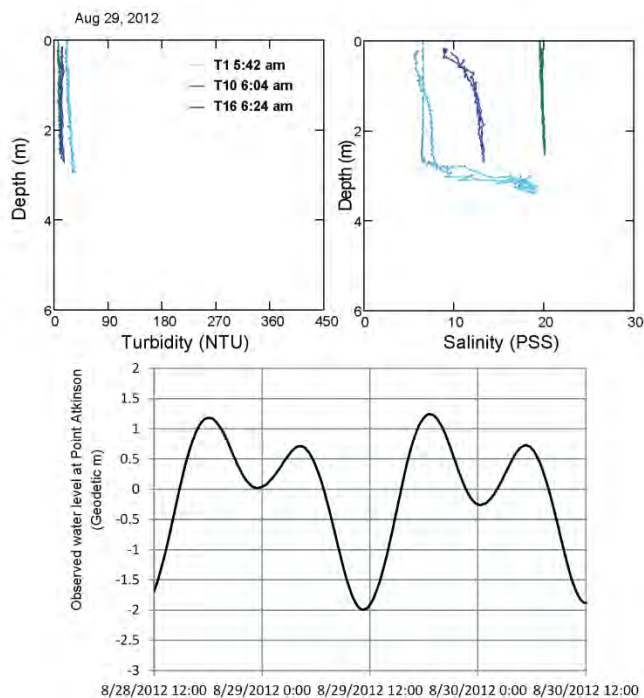 Aug 29, 2012
0
2
4
6
Depth (m)
T1 5:42 am
T10 6:04 am
T16 6:24 am
0 90 180 270 360 450
Turbidity (NTU)
0
2
4
6
Depth (m)
0 10 20 30
Salinity (PSS)
Observed water level at Point Atkinson
(Geodetic m)
2
1.5
1
0.5
0
-0.5
-1
-1.5
-2
-2.5
-3
8/28/2012 12:00 8/29/2012 0:00 8/29/2012 12:00 8/30/2012 0:00 8/30/2012 12:00